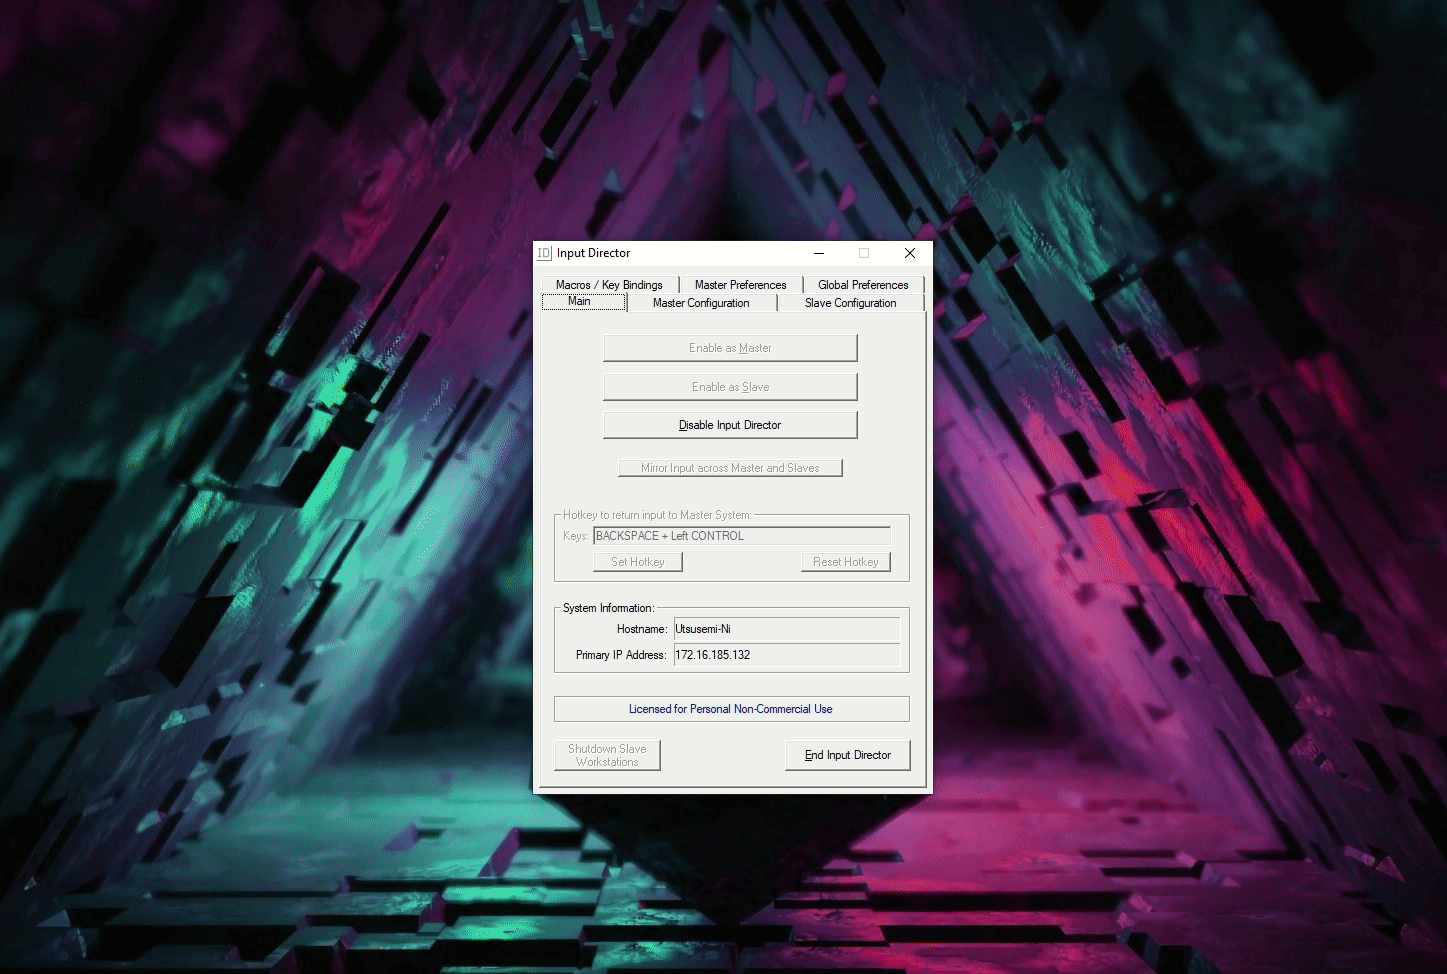 ID Input Director
Macros / Key Bindings Master Preferences Global Preferences
Main Master Configuration Slave Configuration
Enable as Master
Enable as Slave
Disable Input Director
Mirror Input across Master and Slaves
Hotkey to return input to Master System:
Keys: BACKSPACE + Left CONTROL
Set Hotkey Reset Hotkey
System Information:
Hostname: Utsusemi-Ni
Primary IP Address: 172.16.185.132
Licensed for Personal Non-Commercial Use
Shutdown Slave
Workstations
End Input Director